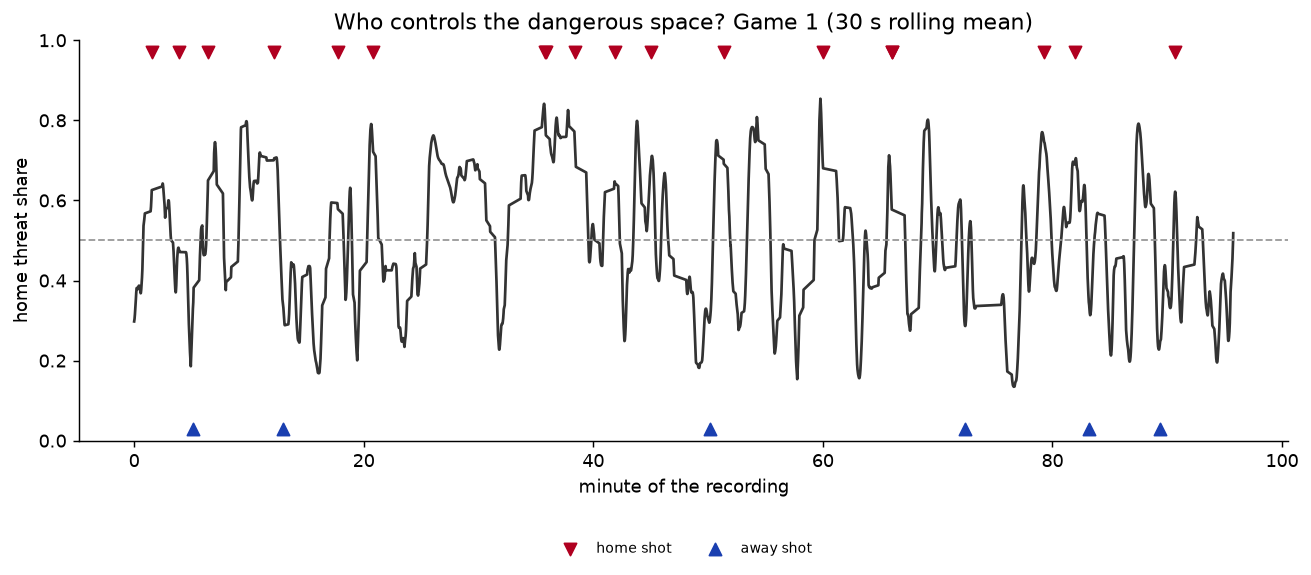 Who controls the dangerous space? Game 1 (30 s rolling mean)
1.0
0.8
0.6
0.4
0.2
0.0
home threat share
0 20 40 60 80 100
minute of the recording
home shot away shot